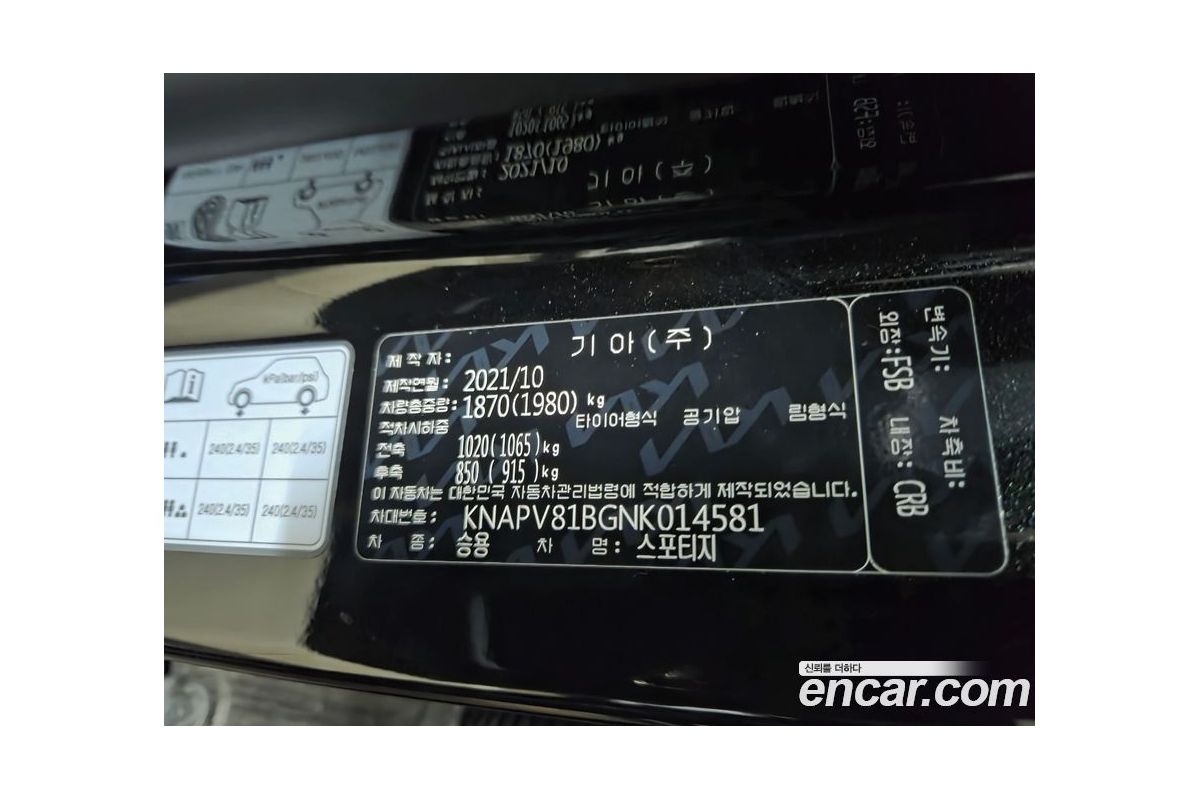 제 작 자: 기아(주)
제작연월: 2021/10
차량총중량: 1870(1980) kg
적차시하중 타이어형식 공기압 림형식
전축 1020(1065)kg
후축 850 ( 915)kg
이 자동차는 대한민국 자동차관리법령에 적합하게 제작되었습니다.
차대번호: KNAPV81BGNK014581
차 종: 승용 차 명: 스포티지
변속기: 차축비:
외장:FSB 내장:CRB
kPa(bar/psi)
240(2.4/35) 240(2.4/35)
240(2.4/35) 240(2.4/35)
신뢰를 더하다
encar.com